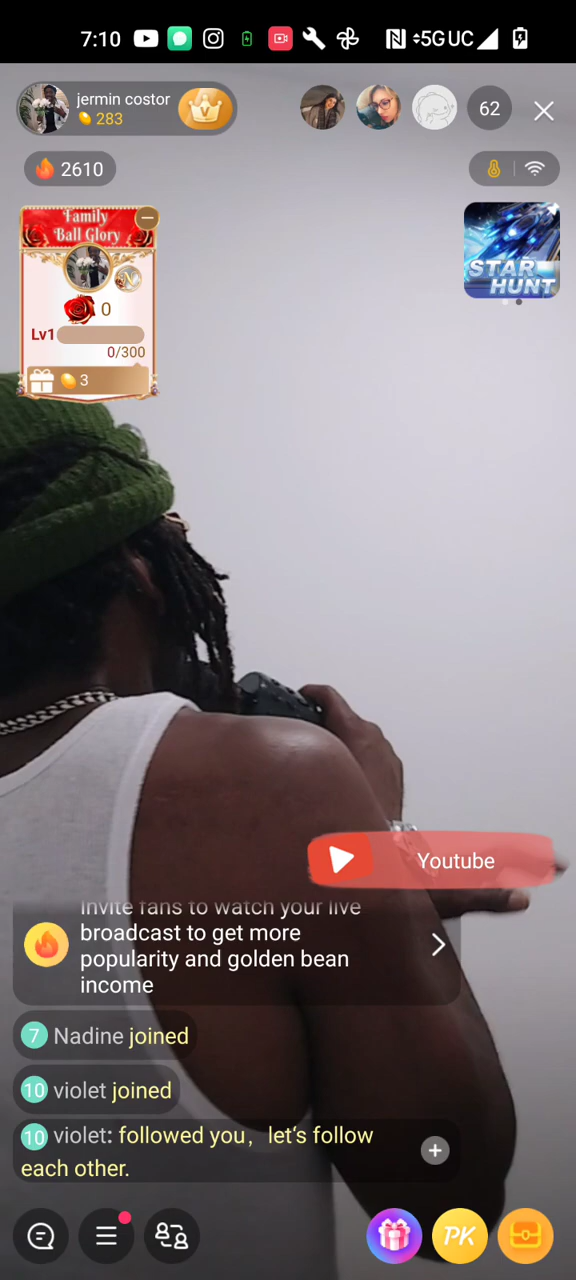 7:10
5G UC
jermin costor
283
V
62
2610
Family
Ball Glory
N
0
Lv1
0/300
3
STAR
HUNT
Youtube
Invite fans to watch your live
broadcast to get more
popularity and golden bean
income
7 Nadine joined
10 violet joined
10 violet: followed you, let's follow
each other.
PK